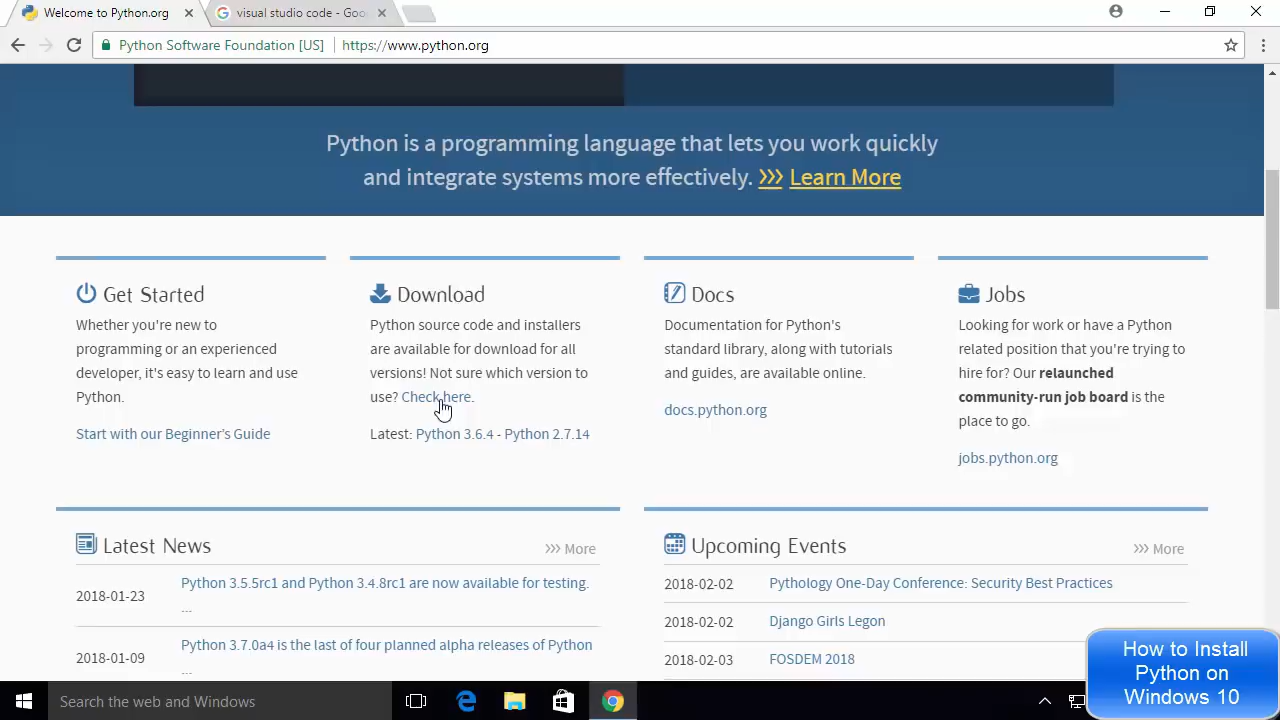 Welcome to Python.org
visual studio code - Goo
Python Software Foundation [US]
https://www.python.org
Python is a programming language that lets you work quickly
and integrate systems more effectively. >>> Learn More
Get Started
Whether you're new to
programming or an experienced
developer, it's easy to learn and use
Python.
Start with our Beginner's Guide
Download
Python source code and installers
are available for download for all
versions! Not sure which version to
use? Check here.
Latest: Python 3.6.4 - Python 2.7.14
Docs
Documentation for Python's
standard library, along with tutorials
and guides, are available online.
docs.python.org
Jobs
Looking for work or have a Python
related position that you're trying to
hire for? Our relaunched
community-run job board is the
place to go.
jobs.python.org
Latest News
>>> More
2018-01-23
Python 3.5.5rc1 and Python 3.4.8rc1 are now available for testing.
...
2018-01-09
Python 3.7.0a4 is the last of four planned alpha releases of Python
...
Upcoming Events
>>> More
2018-02-02
Pythology One-Day Conference: Security Best Practices
2018-02-02
Django Girls Legon
2018-02-03
FOSDEM 2018
Search the web and Windows
How to Install
Python on
Windows 10